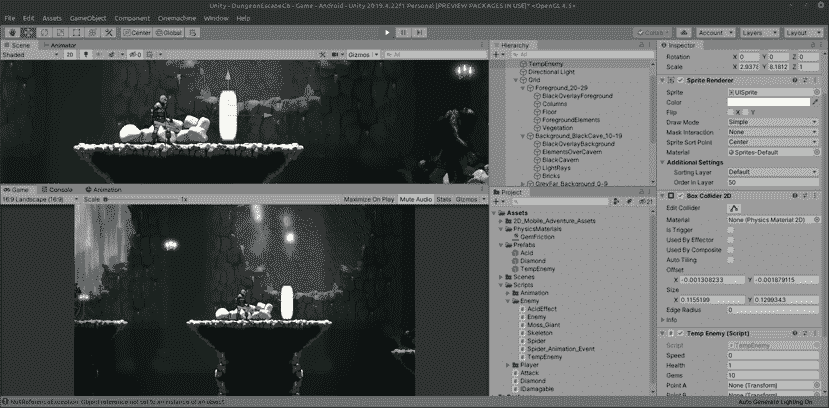 Unity - DungeonEscapeCb - Game - Android - Unity 2019.4.22f1 Personal [PREVIEW PACKAGES IN USE]* <OpenGL 4.5>
File Edit Assets GameObject Component Cinemachine Window Help
Center Global
Collab Account Layers Layout
Scene Animator
Shaded 2D Gizmos All
Game Console Animation
16:9 Landscape (16:9) Scale 1x Maximize On Play Mute Audio Stats Gizmos
Hierarchy
All
TempEnemy
Directional Light
Grid
Foreground_20-29
BlackOverlayForeground
Columns
Floor
ForegroundElements
Vegetation
Background_BlackCave_10-19
BlackOverlayBackground
ElementsOverCavern
BlackCavern
LightRays
Bricks
GreyFar_Background_0-9
Project
21
Assets
2D_Mobile_Adventure_Assets
PhysicsMaterials
GemFriction
Prefabs
Acid
Diamond
TempEnemy
Scenes
Scripts
Animation
Enemy
AcidEffect
Enemy
Moss_Giant
Skeleton
Spider
Spider_Animation_Event
TempEnemy
Player
Attack
Diamond
IDamagable
Inspector
Rotation X 0 Y 0 Z 0
Scale X 2.9378 Y 8.1812 Z 1
Sprite Renderer
Sprite UISprite
Color
Flip X Y
Draw Mode Simple
Mask Interaction None
Sprite Sort Point Center
Material Sprites-Default
Additional Settings
Sorting Layer Default
Order in Layer 50
Box Collider 2D
Edit Collider
Material None (Physics Material 2D)
Is Trigger
Used By Effector
Used By Composite
Auto Tiling
Offset
X -0.001308233 Y -0.001879115
Size
X 0.1155199 Y 0.1299343
Edge Radius 0
Info
Temp Enemy (Script)
Script TempEnemy
Speed 0
Health 1
Gems 10
Point A None (Transform)
None (Transform)
NullReferenceException: Object reference not set to an instance of an object
Auto Generate Lighting On